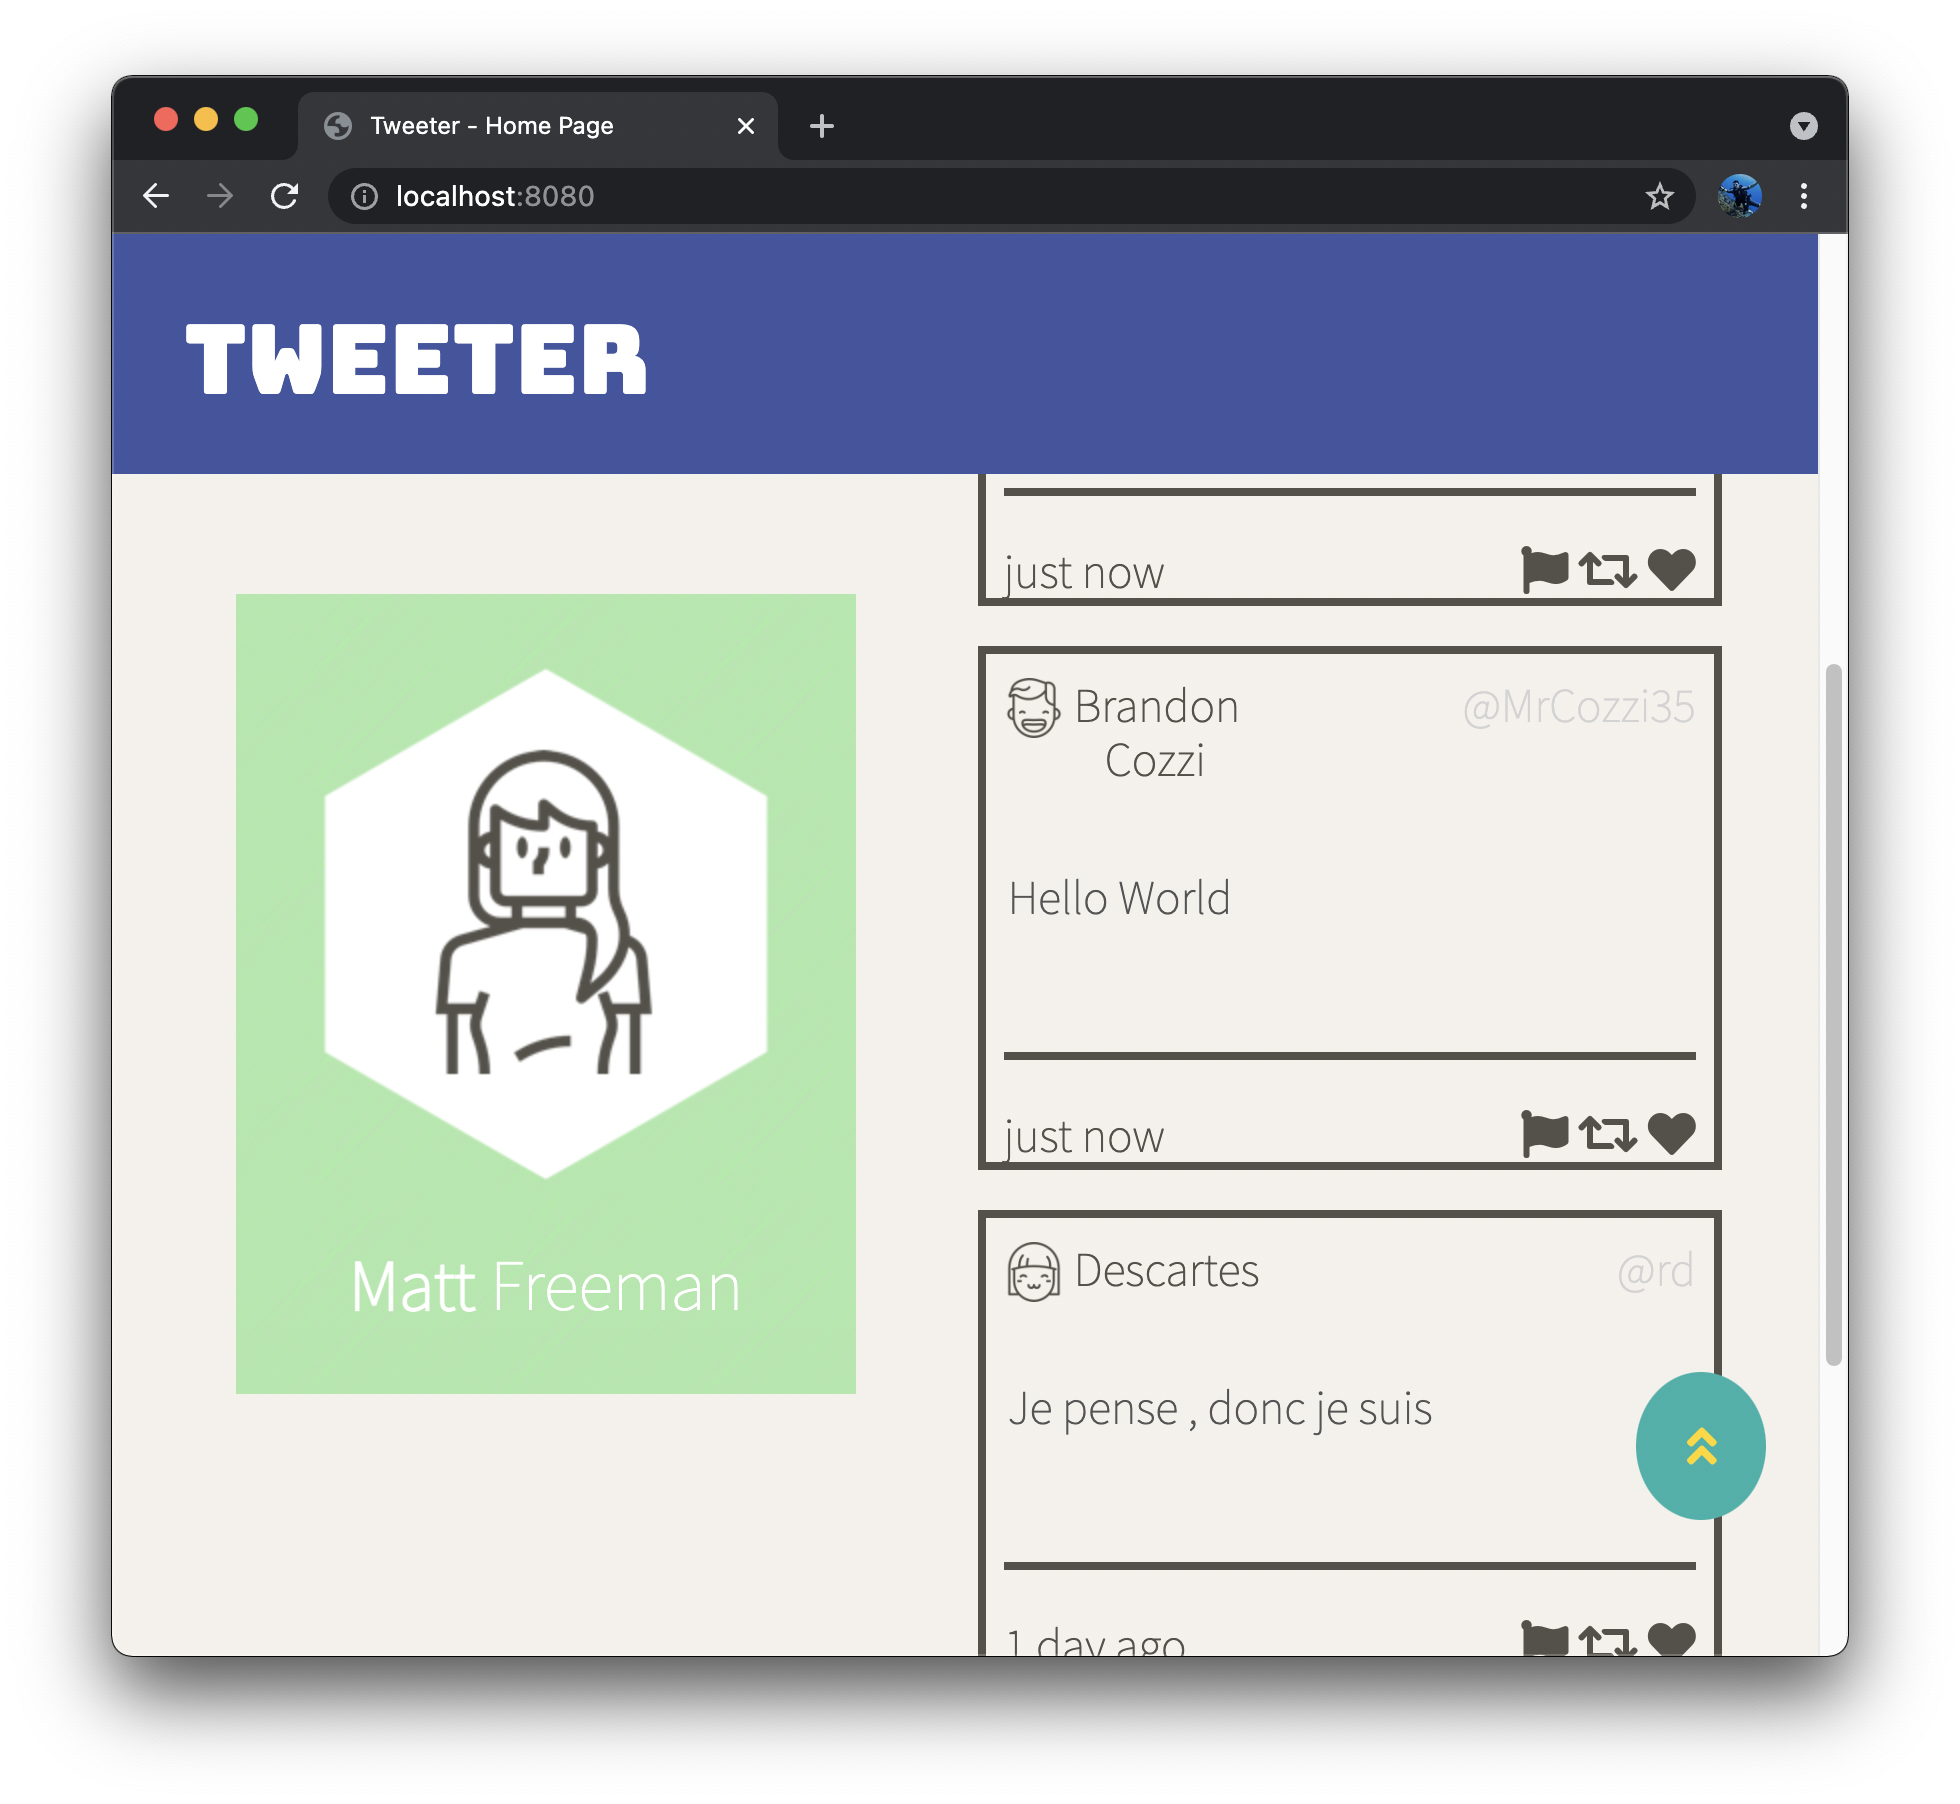 Tweeter - Home Page
localhost:8080
TWEETER
just now
Brandon
Cozzi
@MrCozzi35
Hello World
just now
Matt Freeman
Descartes
@rd
Je pense , donc je suis
1 day ago